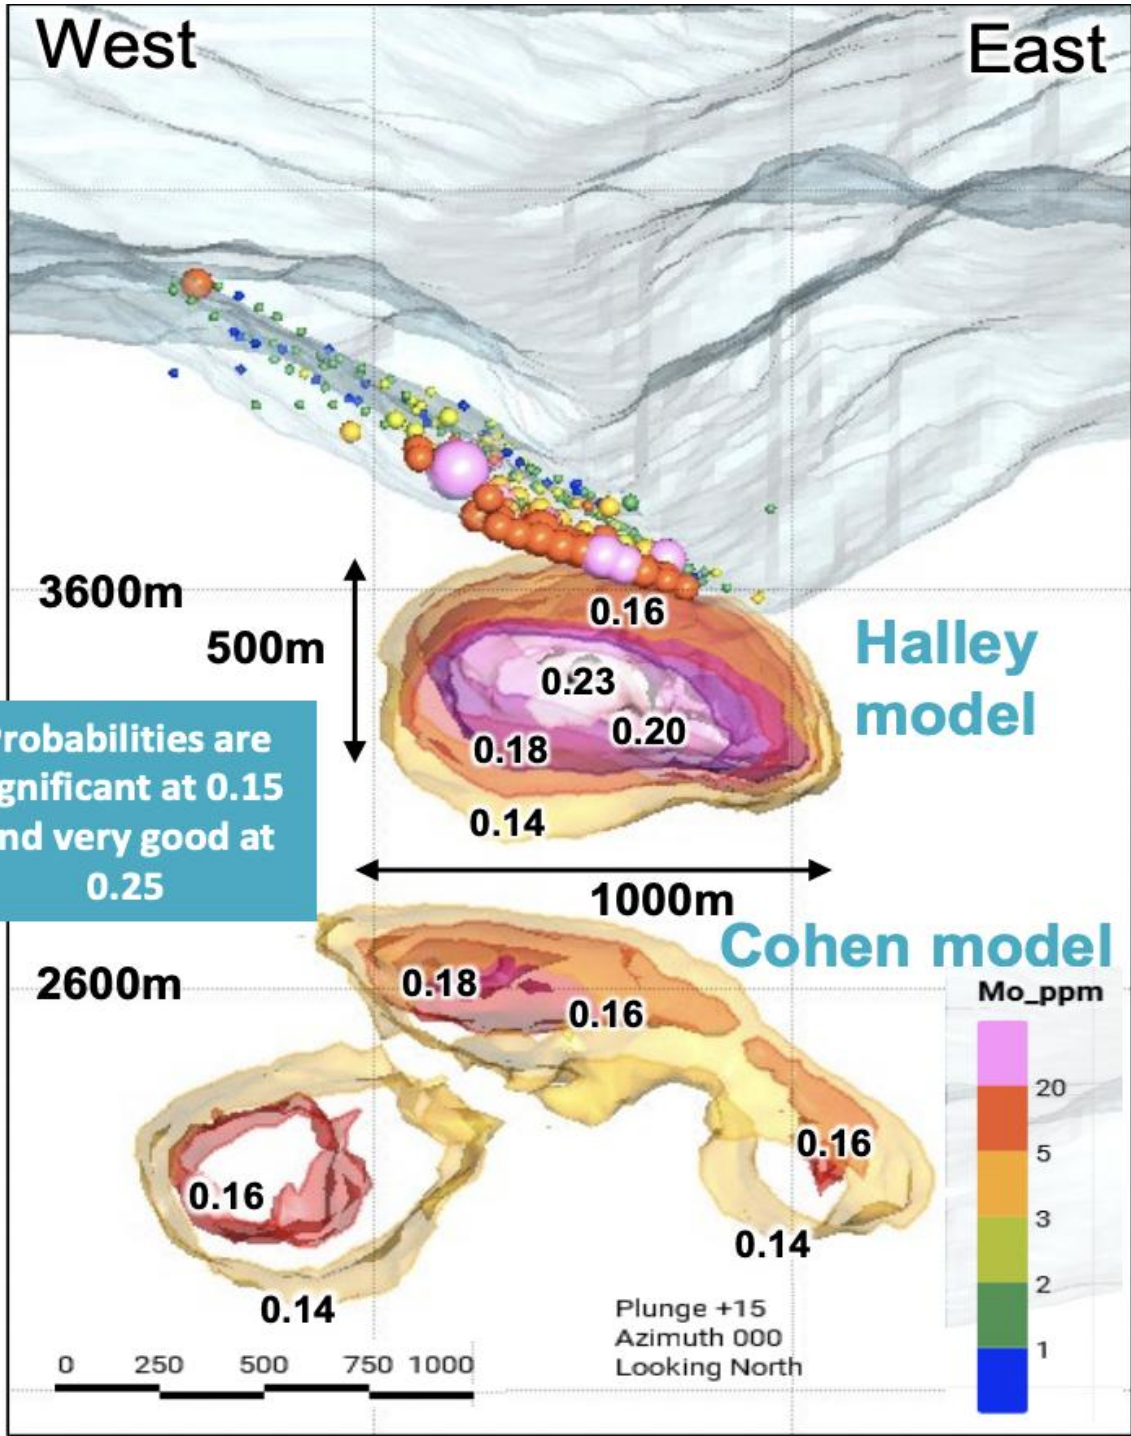 West
East
3600m
500m
0.16
Halley
model
0.23
0.20
0.18
0.14
Probabilities are
significant at 0.15
and very good at
0.25
1000m
Cohen model
2600m
0.18
0.16
Mo_ppm
20
5
3
2
1
0.16
0.16
0.14
0.14
Plunge +15
Azimuth 000
Looking North
0 250 500 750 1000